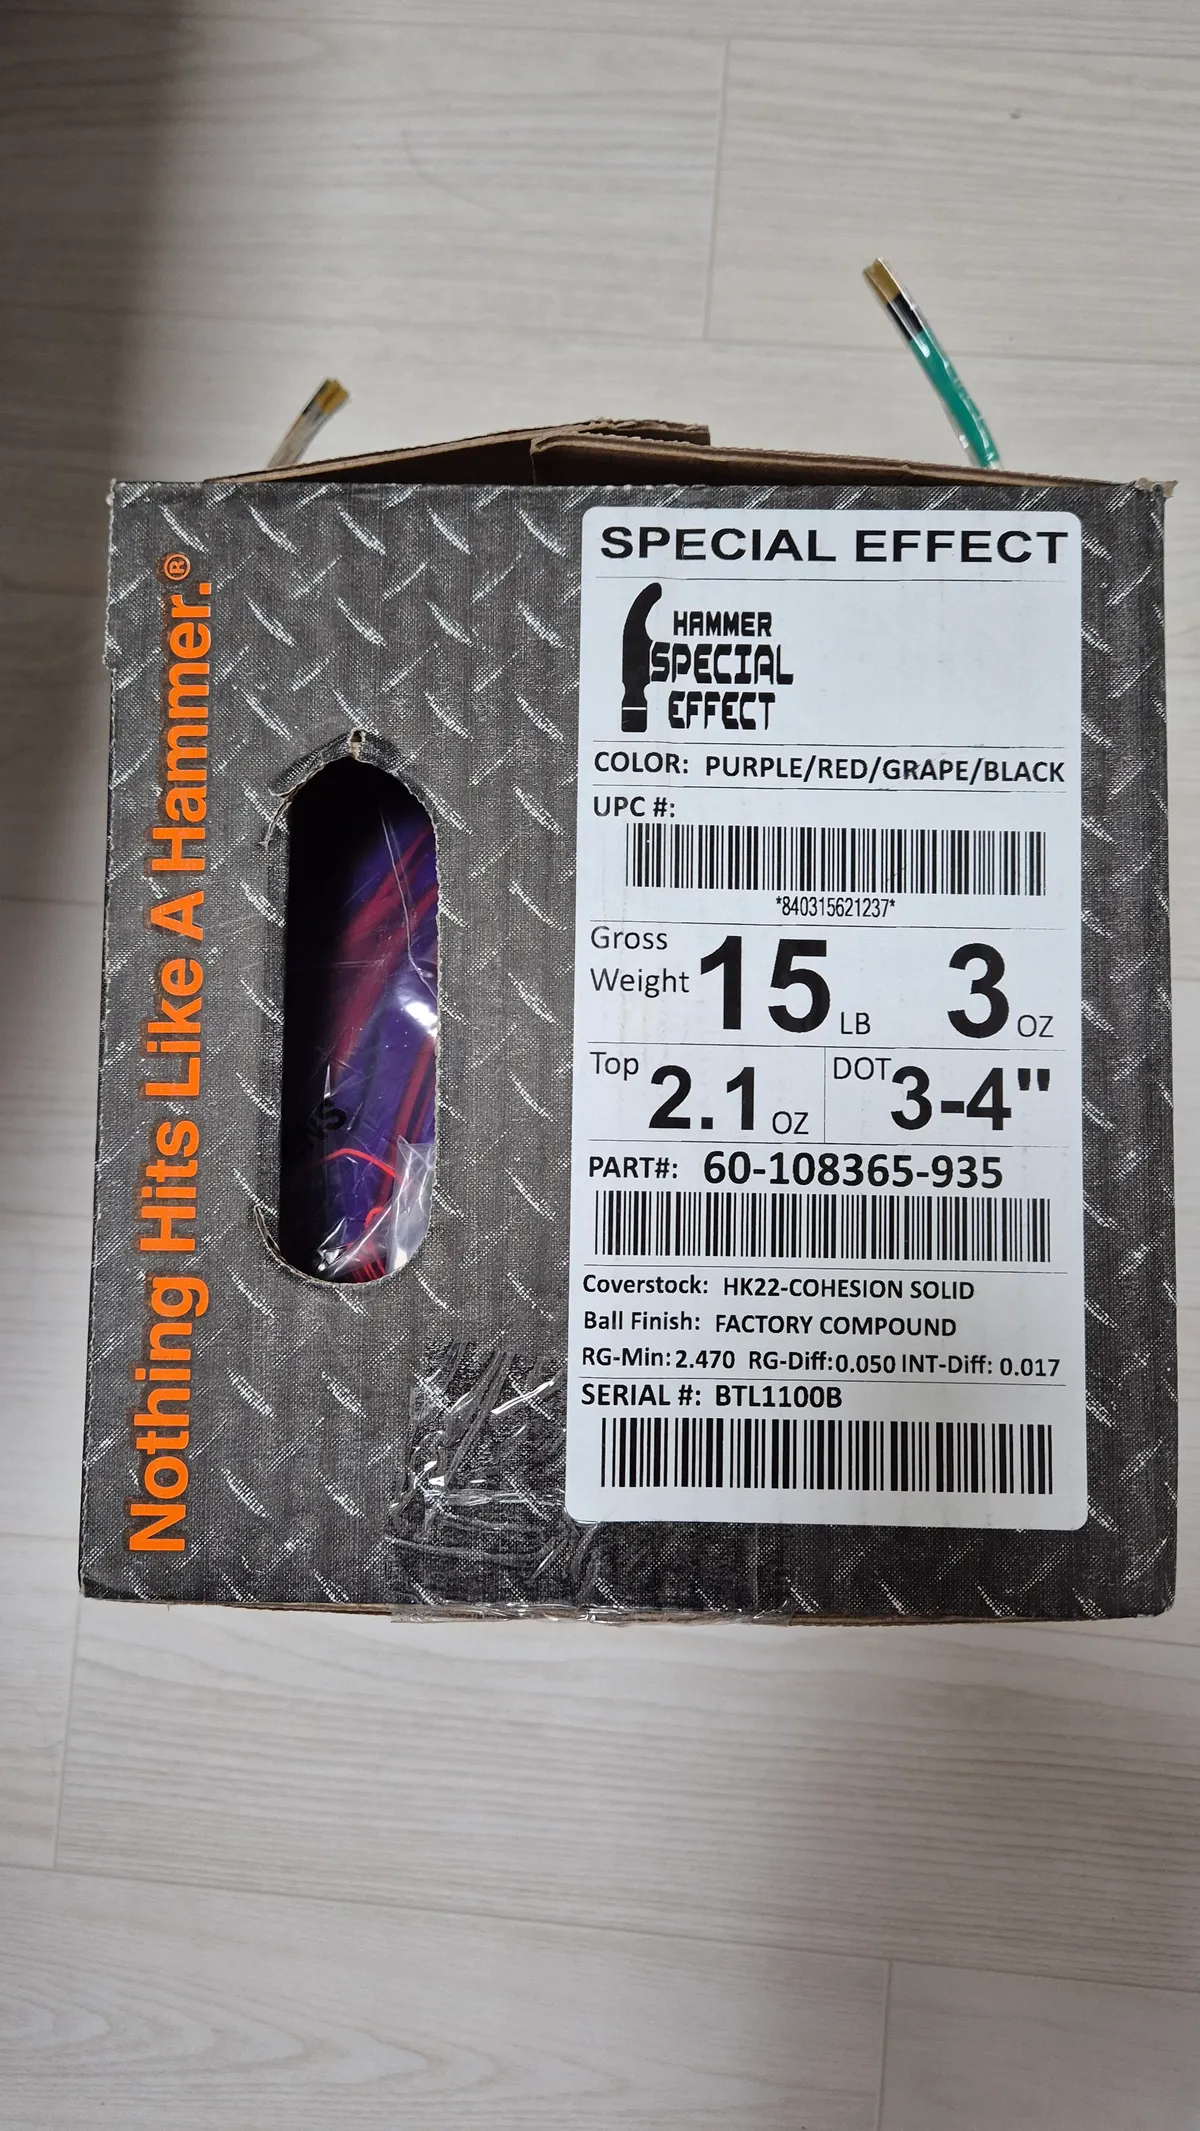 Nothing Hits Like A Hammer.®
SPECIAL EFFECT
HAMMER
SPECIAL
EFFECT
COLOR: PURPLE/RED/GRAPE/BLACK
UPC #:
*840315621237*
Gross Weight 15 LB 3 OZ
Top 2.1 OZ DOT 3-4"
PART#: 60-108365-935
Coverstock: HK22-COHESION SOLID
Ball Finish: FACTORY COMPOUND
RG-Min: 2.470 RG-Diff: 0.050 INT-Diff: 0.017
SERIAL #: BTL1100B